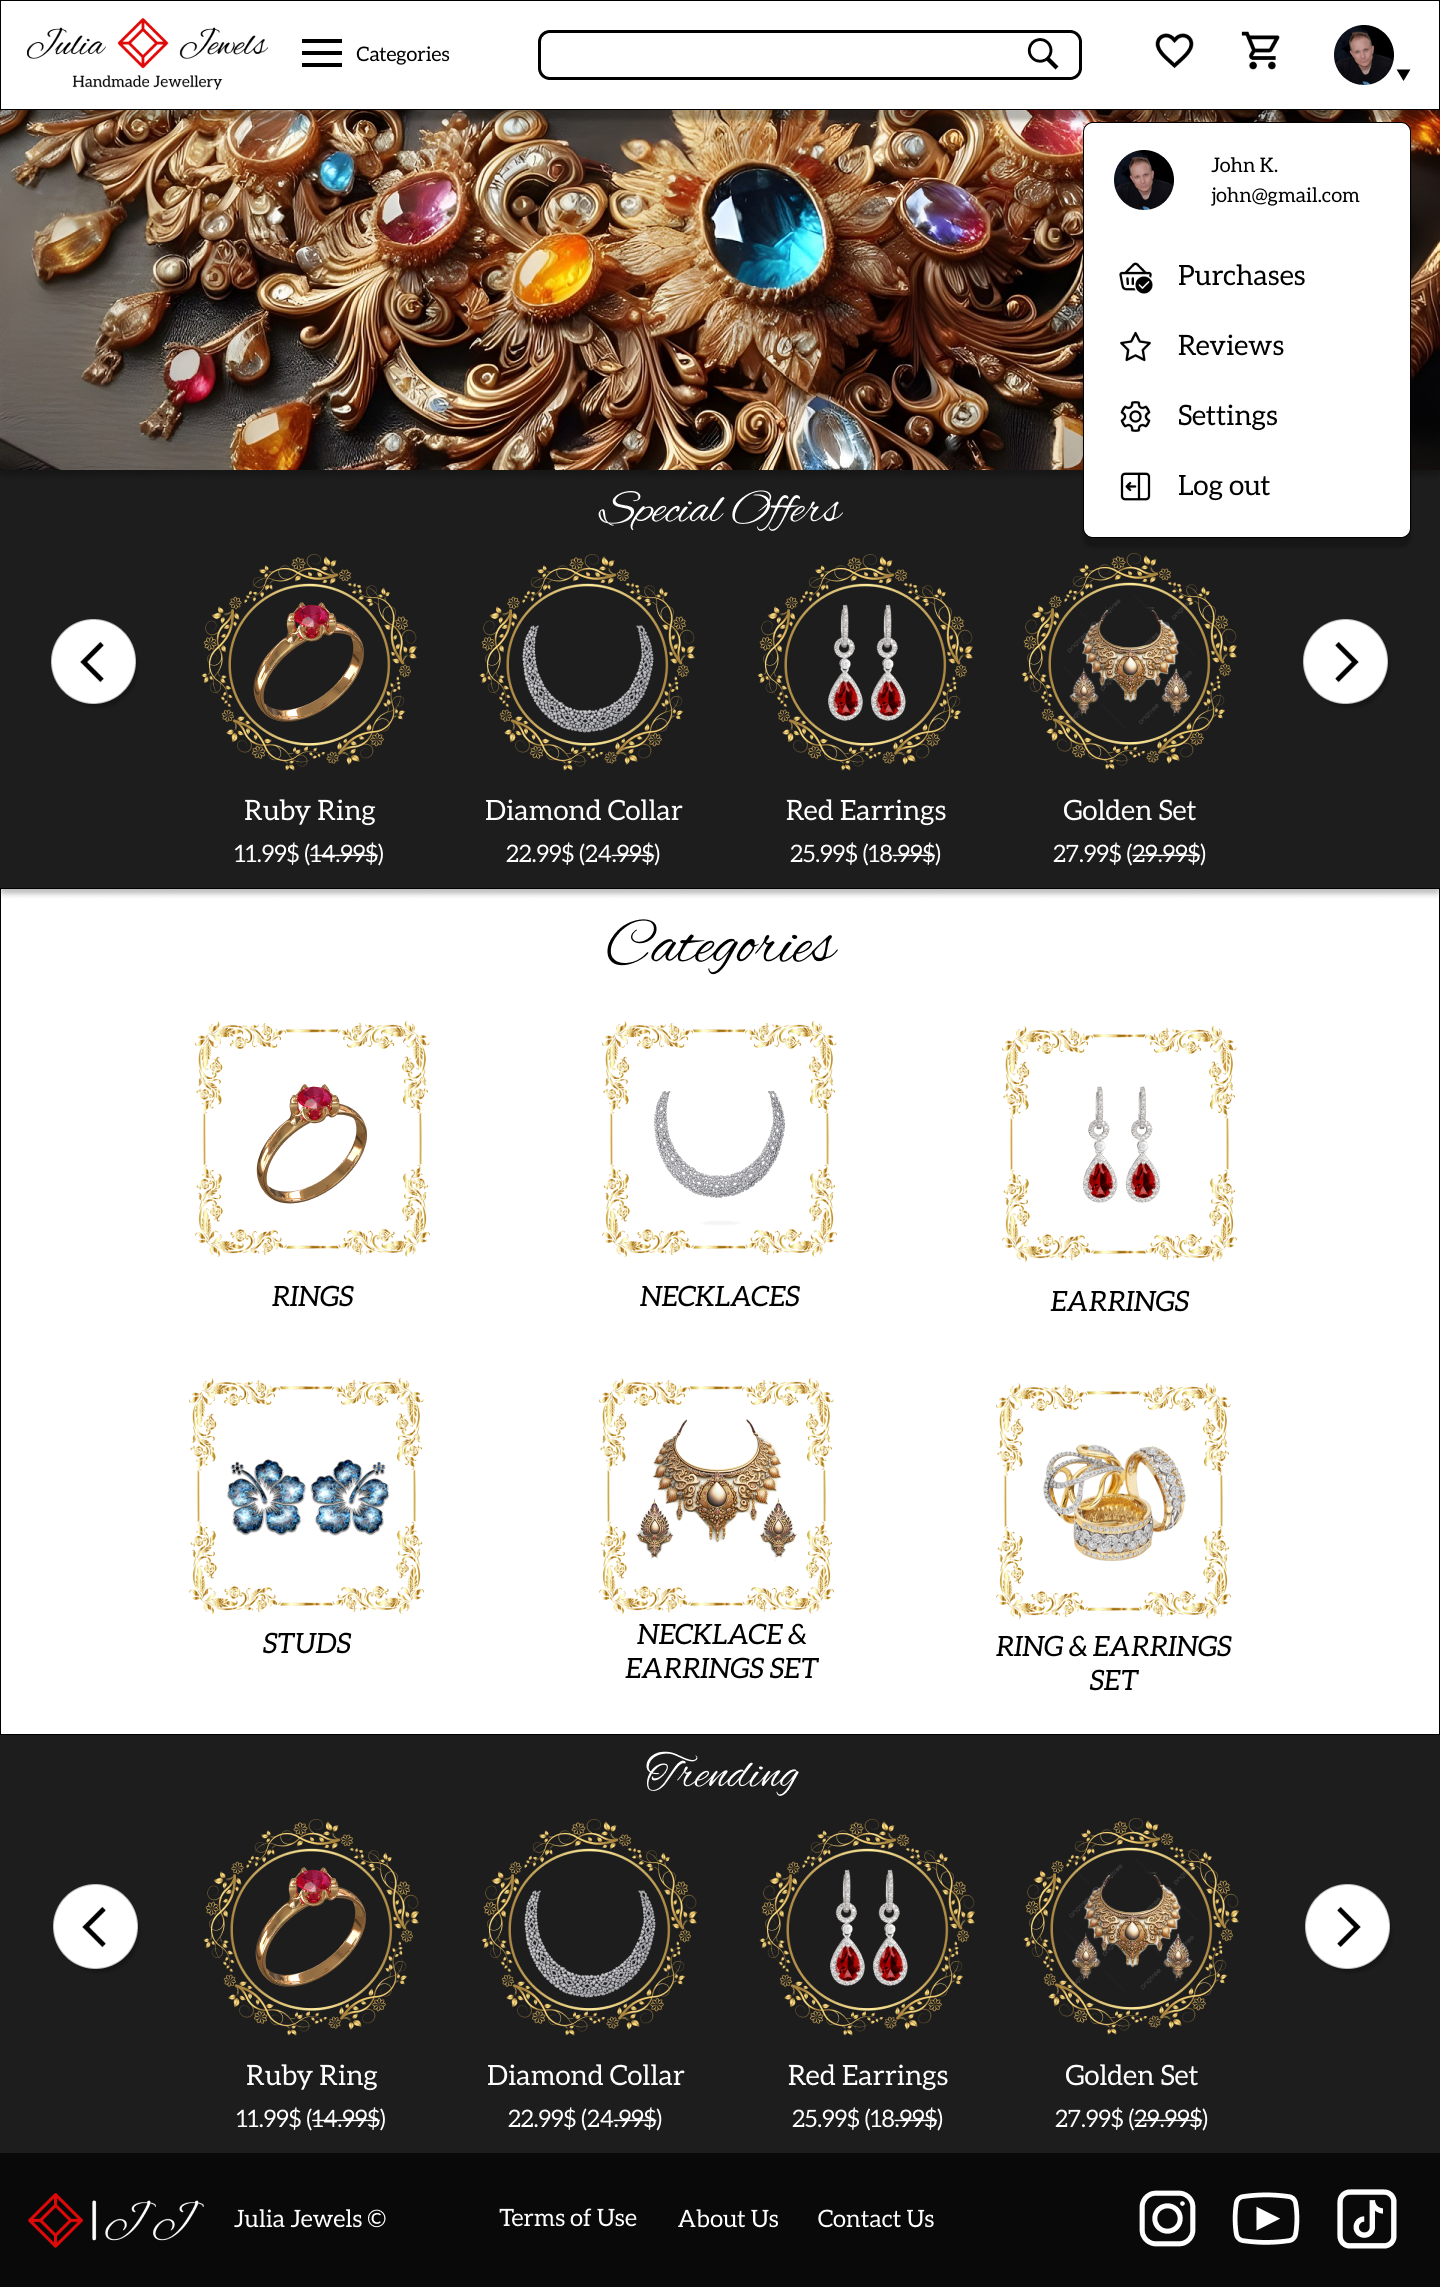 Julia Jewels
Handmade Jewellery
Categories
John K.
john@gmail.com
Purchases
Reviews
Settings
Log out
Special Offers
Ruby Ring
11.99$ (14.99$)
Diamond Collar
22.99$ (24.99$)
Red Earrings
25.99$ (18.99$)
Golden Set
27.99$ (29.99$)
Categories
RINGS
NECKLACES
EARRINGS
STUDS
NECKLACE &
EARRINGS SET
RING & EARRINGS
SET
Trending
Ruby Ring
11.99$ (14.99$)
Diamond Collar
22.99$ (24.99$)
Red Earrings
25.99$ (18.99$)
Golden Set
27.99$ (29.99$)
J J
Julia Jewels ©
Terms of Use
About Us
Contact Us